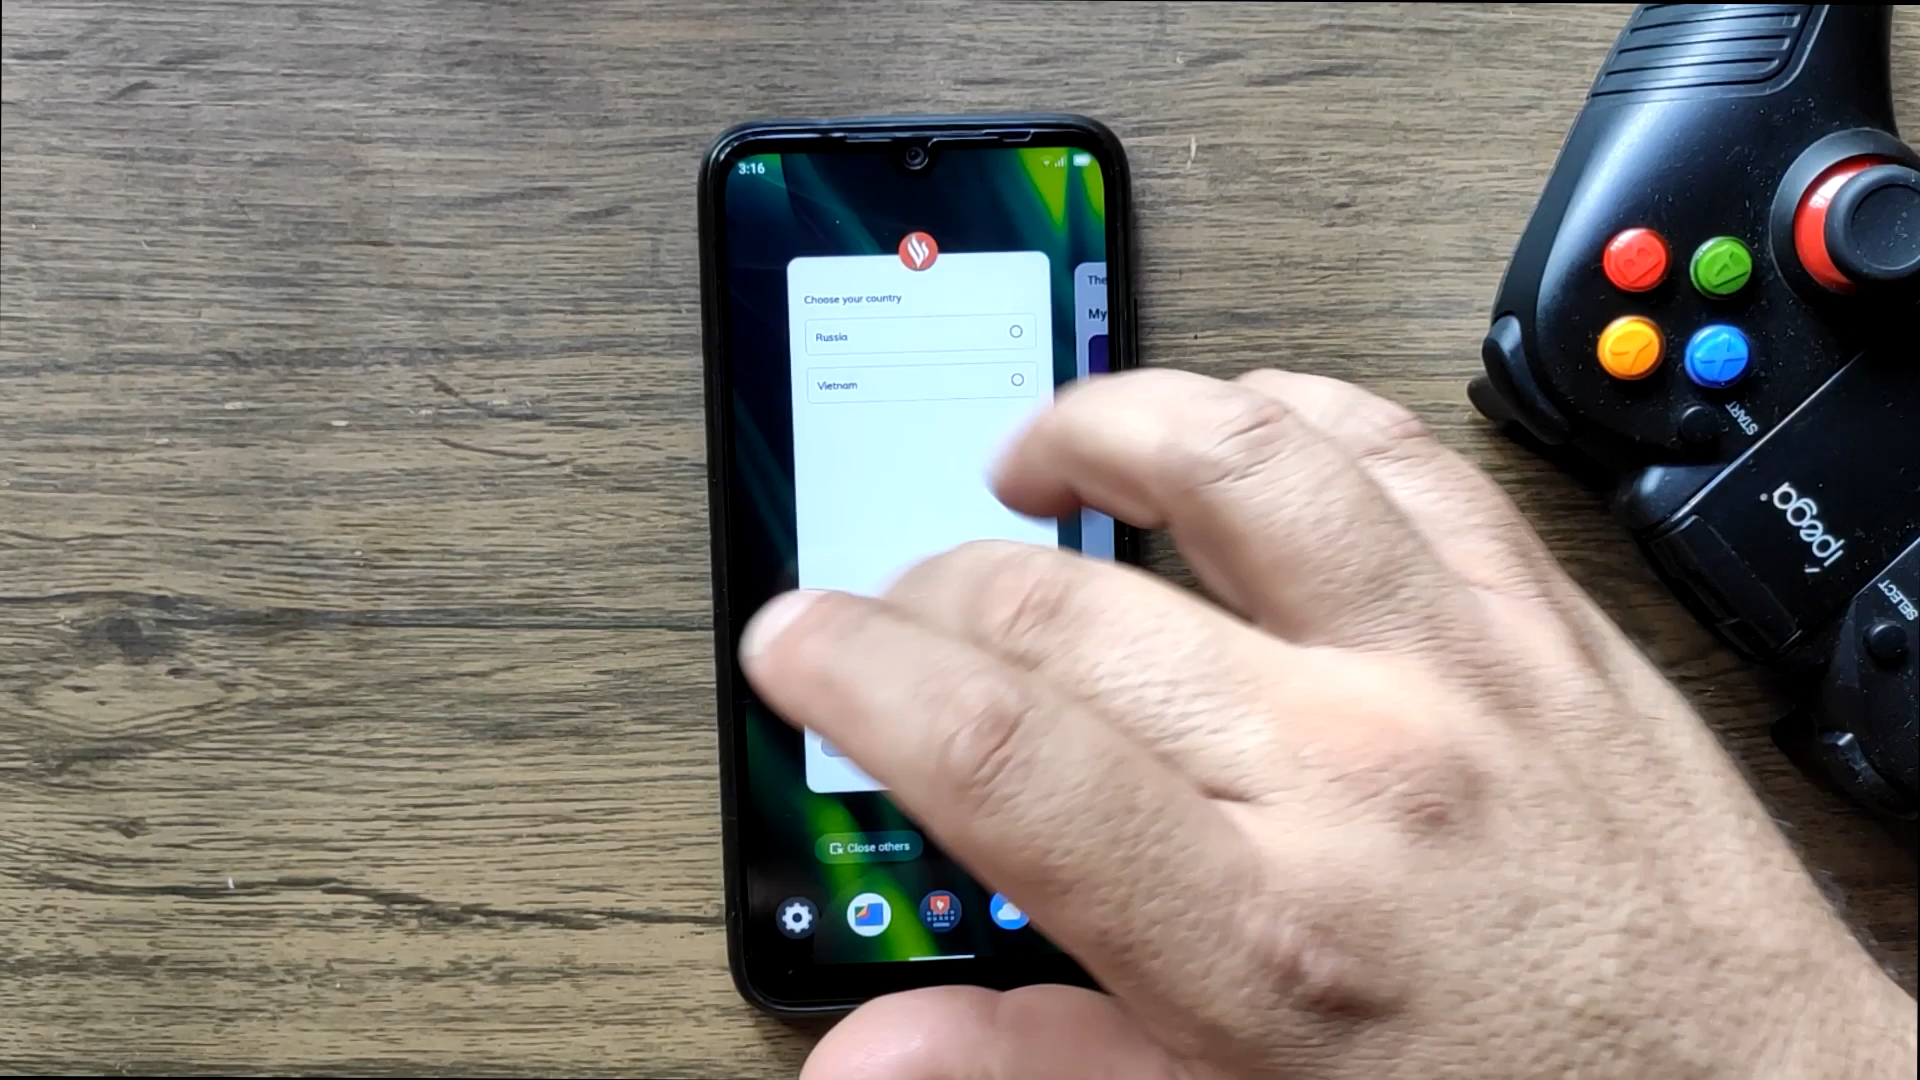 3:16
Choose your country
Russia
Vietnam
The
My
Close others
B
A
Y
X
START
ipega
SELECT